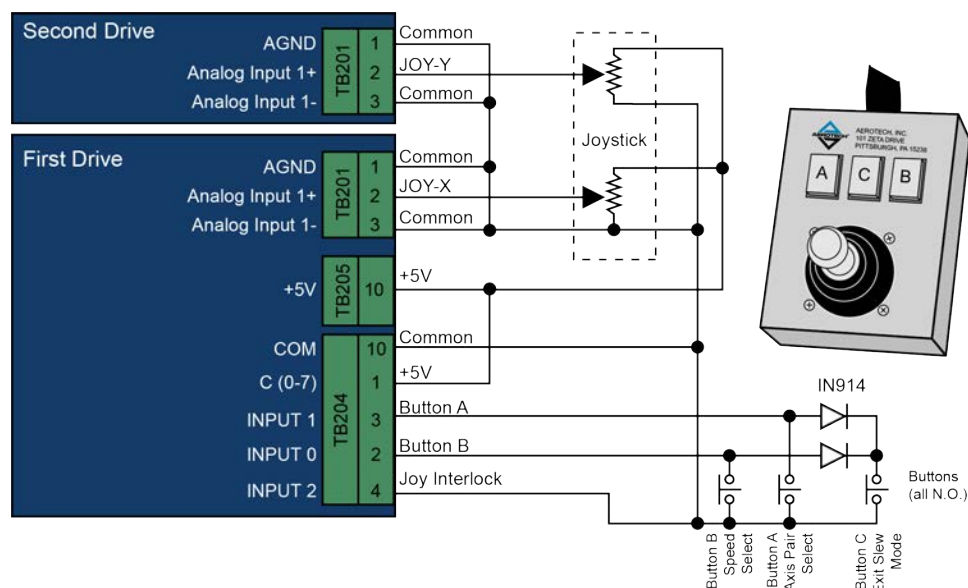 Second Drive
AGND
1
Common
Analog Input 1+
2
JOY-Y
Analog Input 1-
3
Common
TB201
First Drive
AGND
1
Common
Analog Input 1+
2
JOY-X
Analog Input 1-
3
Common
TB201
Joystick
+5V
TB205
10
+5V
COM
10
Common
C (0-7)
1
+5V
INPUT 1
3
Button A
INPUT 0
2
Button B
INPUT 2
4
Joy Interlock
TB204
AEROTECH
AEROTECH, INC.
101 ZETA DRIVE
PITTSBURGH, PA 15238
A
C
B
IN914
Buttons
(all N.O.)
Button B
Speed
Select
Button A
Axis Pair
Select
Button C
Exit Slew
Mode